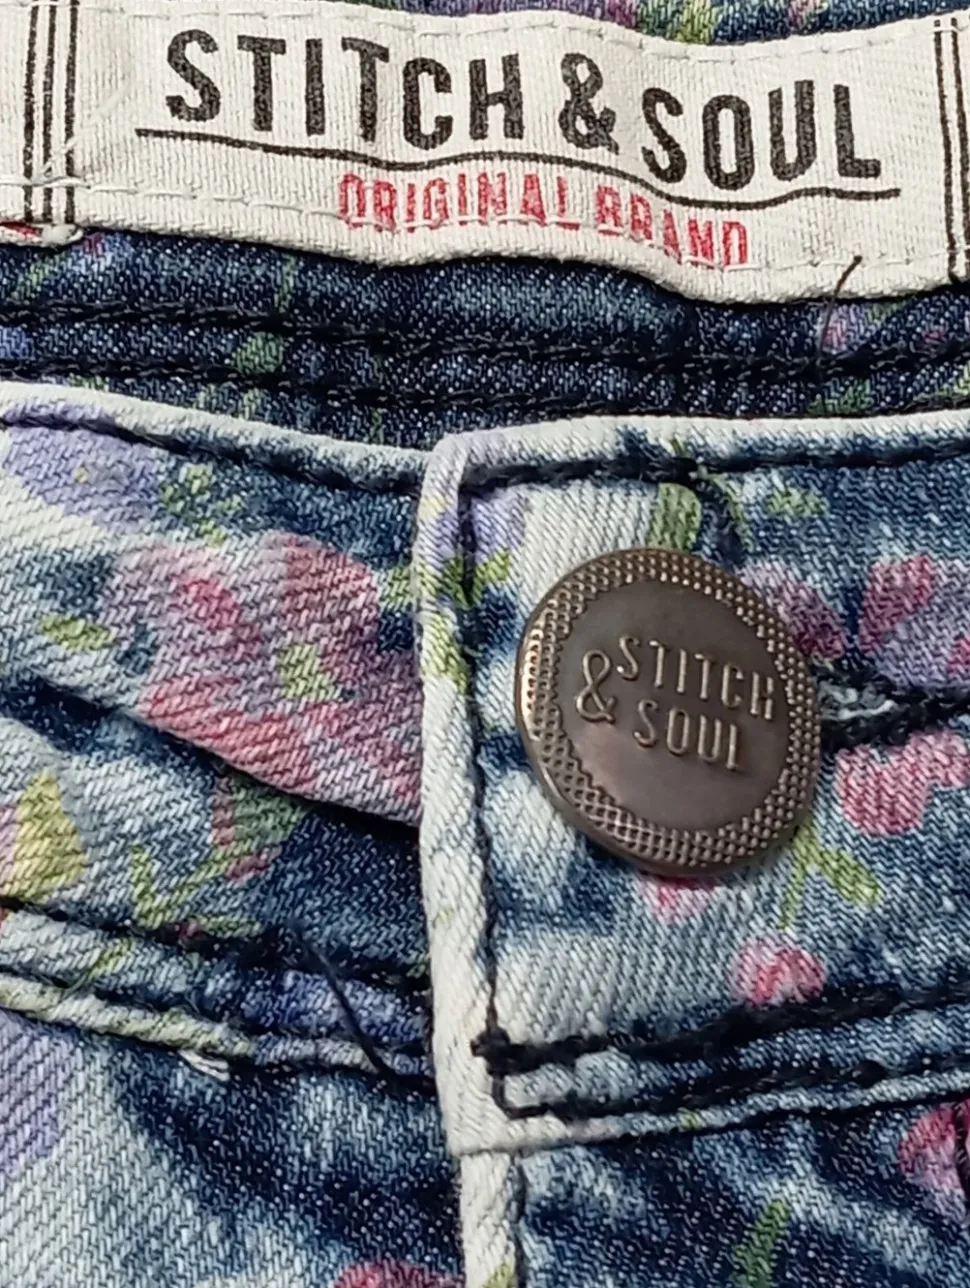 STITCH & SOUL
ORIGINAL BRAND
& STITCH
SOUL